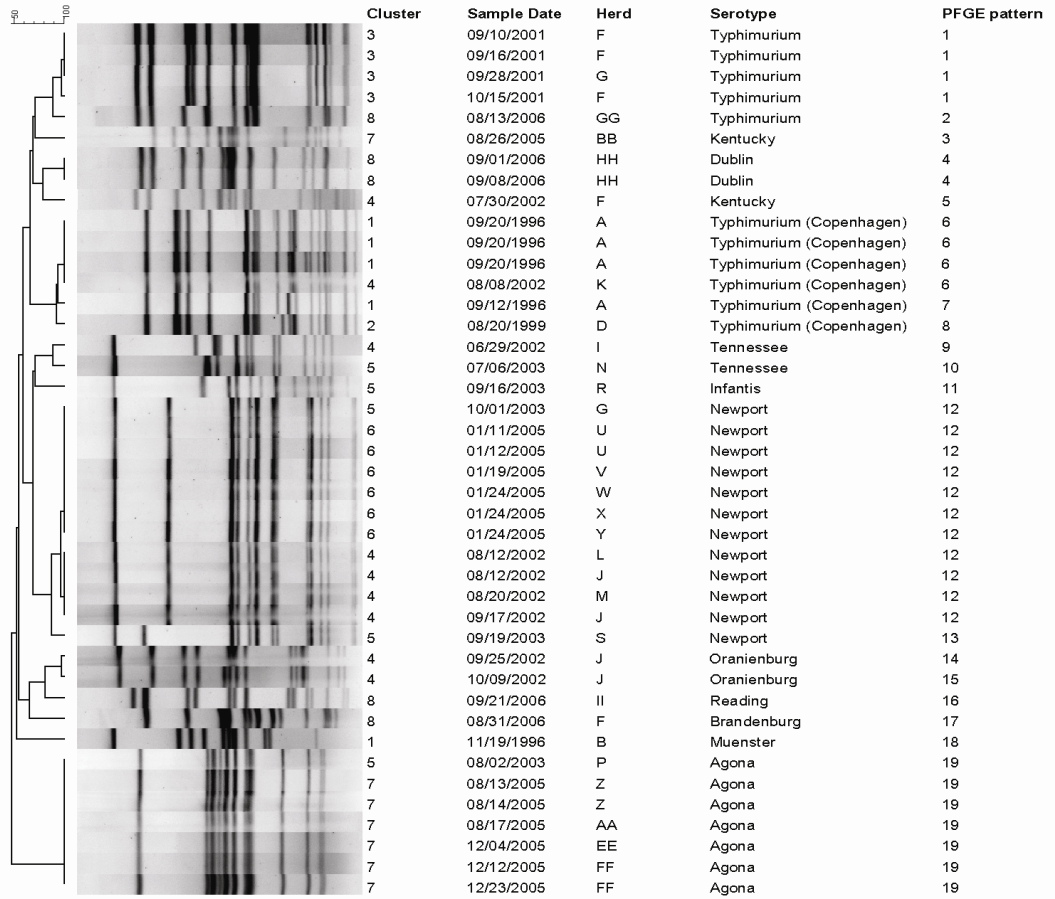 50 100
Cluster Sample Date Herd Serotype PFGE pattern
3 09/10/2001 F Typhimurium 1
3 09/16/2001 F Typhimurium 1
3 09/28/2001 G Typhimurium 1
3 10/15/2001 F Typhimurium 1
8 08/13/2006 GG Typhimurium 2
7 08/26/2005 BB Kentucky 3
8 09/01/2006 HH Dublin 4
8 09/08/2006 HH Dublin 4
4 07/30/2002 F Kentucky 5
1 09/20/1996 A Typhimurium (Copenhagen) 6
1 09/20/1996 A Typhimurium (Copenhagen) 6
1 09/20/1996 A Typhimurium (Copenhagen) 6
4 08/08/2002 K Typhimurium (Copenhagen) 6
1 09/12/1996 A Typhimurium (Copenhagen) 7
2 08/20/1999 D Typhimurium (Copenhagen) 8
4 06/29/2002 I Tennessee 9
5 07/06/2003 N Tennessee 10
5 09/16/2003 R Infantis 11
5 10/01/2003 G Newport 12
6 01/11/2005 U Newport 12
6 01/12/2005 U Newport 12
6 01/19/2005 V Newport 12
6 01/24/2005 W Newport 12
6 01/24/2005 X Newport 12
6 01/24/2005 Y Newport 12
4 08/12/2002 L Newport 12
4 08/12/2002 J Newport 12
4 08/20/2002 M Newport 12
4 09/17/2002 J Newport 12
5 09/19/2003 S Newport 13
4 09/25/2002 J Oranienburg 14
4 10/09/2002 J Oranienburg 15
8 09/21/2006 II Reading 16
8 08/31/2006 F Brandenburg 17
1 11/19/1996 B Muenster 18
5 08/02/2003 P Agona 19
7 08/13/2005 Z Agona 19
7 08/14/2005 Z Agona 19
7 08/17/2005 AA Agona 19
7 12/04/2005 EE Agona 19
7 12/12/2005 FF Agona 19
7 12/23/2005 FF Agona 19